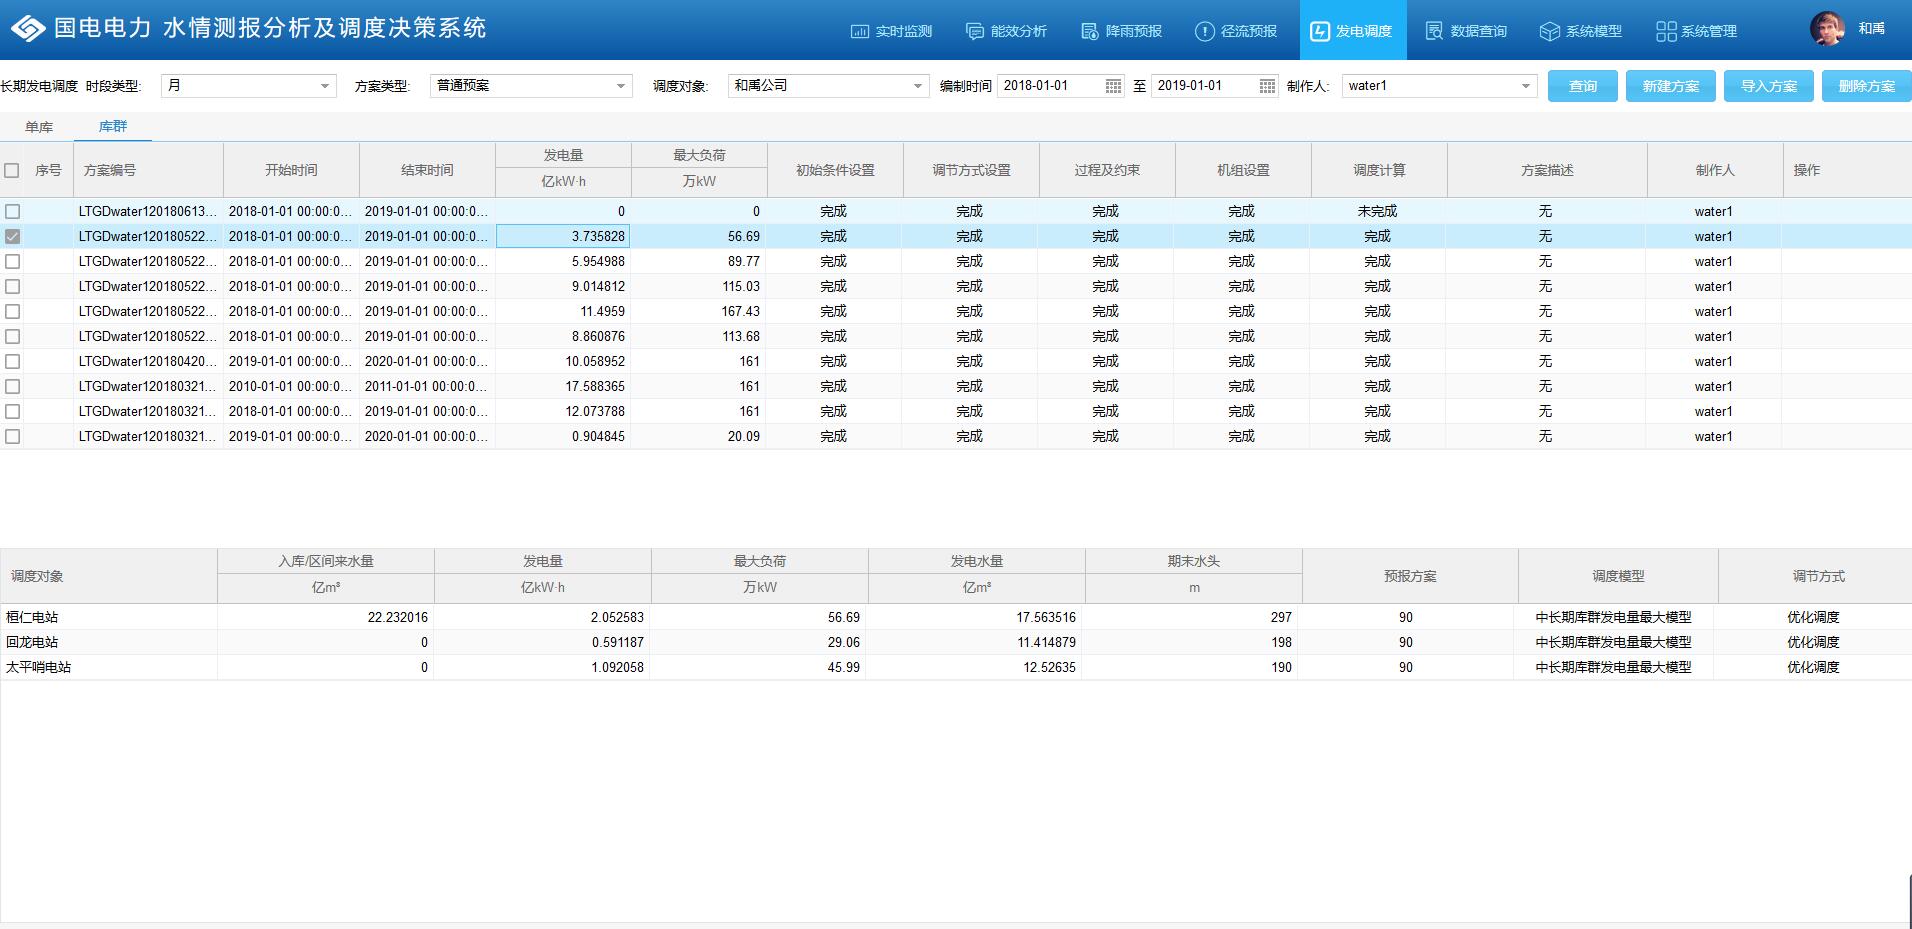 国电电力 水情测报分析及调度决策系统 实时监测 能效分析 降雨预报 径流预报 发电调度 数据查询 系统模型 系统管理 和禹
长期发电调度 时段类型: 月 方案类型: 普通预案 调度对象: 和禹公司 编制时间 2018-01-01 至 2019-01-01 制作人: water1 查询 新建方案 导入方案 删除方案
单库 库群
序号 方案编号 开始时间 结束时间 发电量 最大负荷 初始条件设置 调节方式设置 过程及约束 机组设置 调度计算 方案描述 制作人 操作
亿kW·h 万kW
LTGDwater120180613... 2018-01-01 00:00:0... 2019-01-01 00:00:0... 0 0 完成 完成 完成 完成 未完成 无 water1
LTGDwater120180522... 2018-01-01 00:00:0... 2019-01-01 00:00:0... 3.735828 56.69 完成 完成 完成 完成 完成 无 water1
LTGDwater120180522... 2018-01-01 00:00:0... 2019-01-01 00:00:0... 5.954988 89.77 完成 完成 完成 完成 完成 无 water1
LTGDwater120180522... 2018-01-01 00:00:0... 2019-01-01 00:00:0... 9.014812 115.03 完成 完成 完成 完成 完成 无 water1
LTGDwater120180522... 2018-01-01 00:00:0... 2019-01-01 00:00:0... 11.4959 167.43 完成 完成 完成 完成 完成 无 water1
LTGDwater120180522... 2018-01-01 00:00:0... 2019-01-01 00:00:0... 8.860876 113.68 完成 完成 完成 完成 完成 无 water1
LTGDwater120180420... 2019-01-01 00:00:0... 2020-01-01 00:00:0... 10.058952 161 完成 完成 完成 完成 完成 无 water1
LTGDwater120180321... 2010-01-01 00:00:0... 2011-01-01 00:00:0... 17.588365 161 完成 完成 完成 完成 完成 无 water1
LTGDwater120180321... 2018-01-01 00:00:0... 2019-01-01 00:00:0... 12.073788 161 完成 完成 完成 完成 完成 无 water1
LTGDwater120180321... 2019-01-01 00:00:0... 2020-01-01 00:00:0... 0.904845 20.09 完成 完成 完成 完成 完成 无 water1
调度对象 入库/区间来水量 发电量 最大负荷 发电水量 期末水头 预报方案 调度模型 调节方式
亿m³ 亿kW·h 万kW 亿m³ m
桓仁电站 22.232016 2.052583 56.69 17.563516 297 90 中长期库群发电量最大模型 优化调度
回龙电站 0 0.591187 29.06 11.414879 198 90 中长期库群发电量最大模型 优化调度
太平哨电站 0 1.092058 45.99 12.52635 190 90 中长期库群发电量最大模型 优化调度